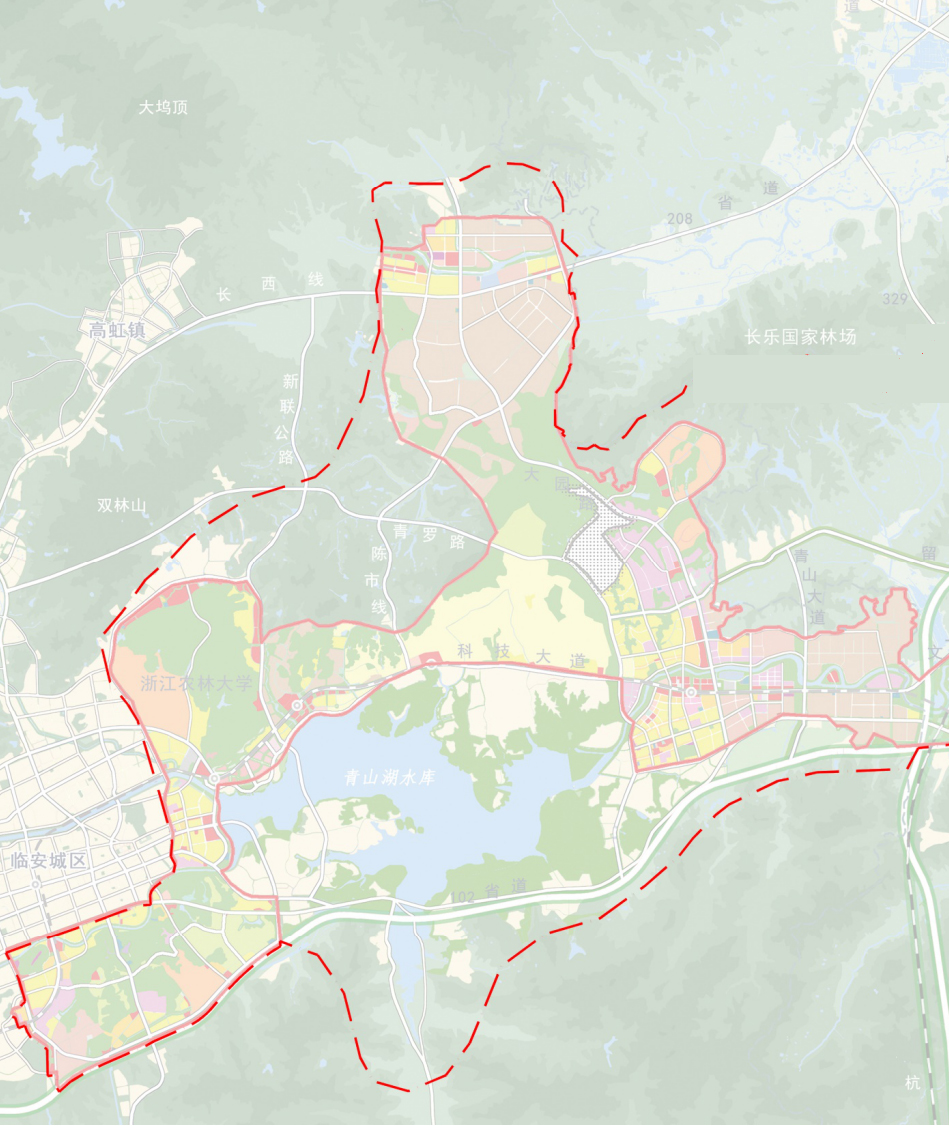 道
大坞顶
208 省 道
长 西 线
329
高虹镇
长乐国家林场
新联公路
大 园
双林山
青 罗 路
陈市线
青山大道
留
科 技 大 道
文
浙江农林大学
青山湖水库
临安城区
102 省 道
杭